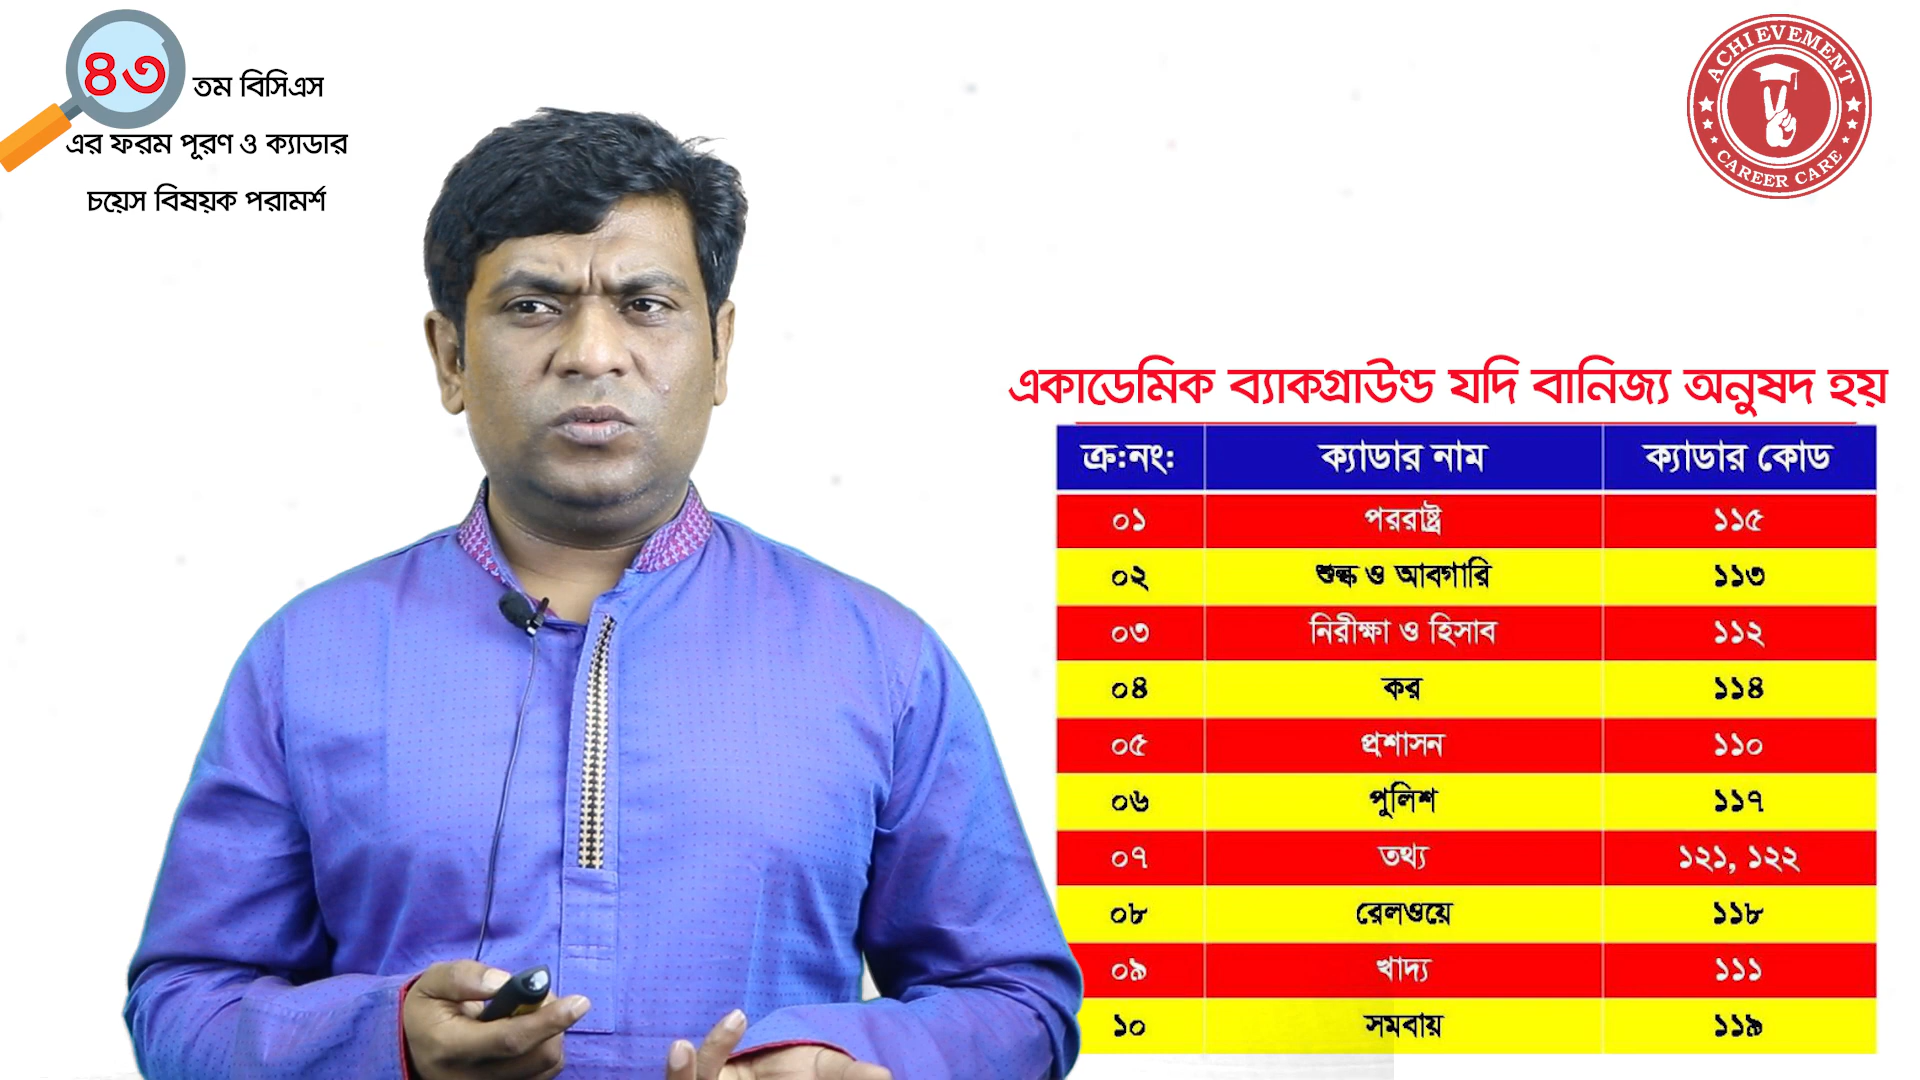 ৪৩ তম বিসিএস
এর ফরম পূরণ ও ক্যাডার
চয়েস বিষয়ক পরামর্শ
ACHIEVEMENT
CAREER CARE
একাডেমিক ব্যাকগ্রাউন্ড যদি বানিজ্য অনুষদ হয়
ক্র:নং: ক্যাডার নাম ক্যাডার কোড
০১ পররাষ্ট্র ১১৫
০২ শুল্ক ও আবগারি ১১৩
০৩ নিরীক্ষা ও হিসাব ১১২
০৪ কর ১১৪
০৫ প্রশাসন ১১০
০৬ পুলিশ ১১৭
০৭ তথ্য ১২১, ১২২
০৮ রেলওয়ে ১১৮
০৯ খাদ্য ১১১
১০ সমবায় ১১৯